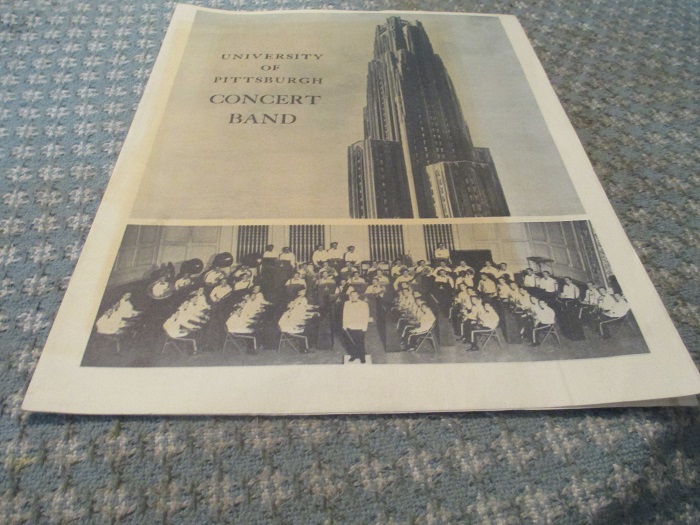 UNIVERSITY
OF
PITTSBURGH
CONCERT
BAND